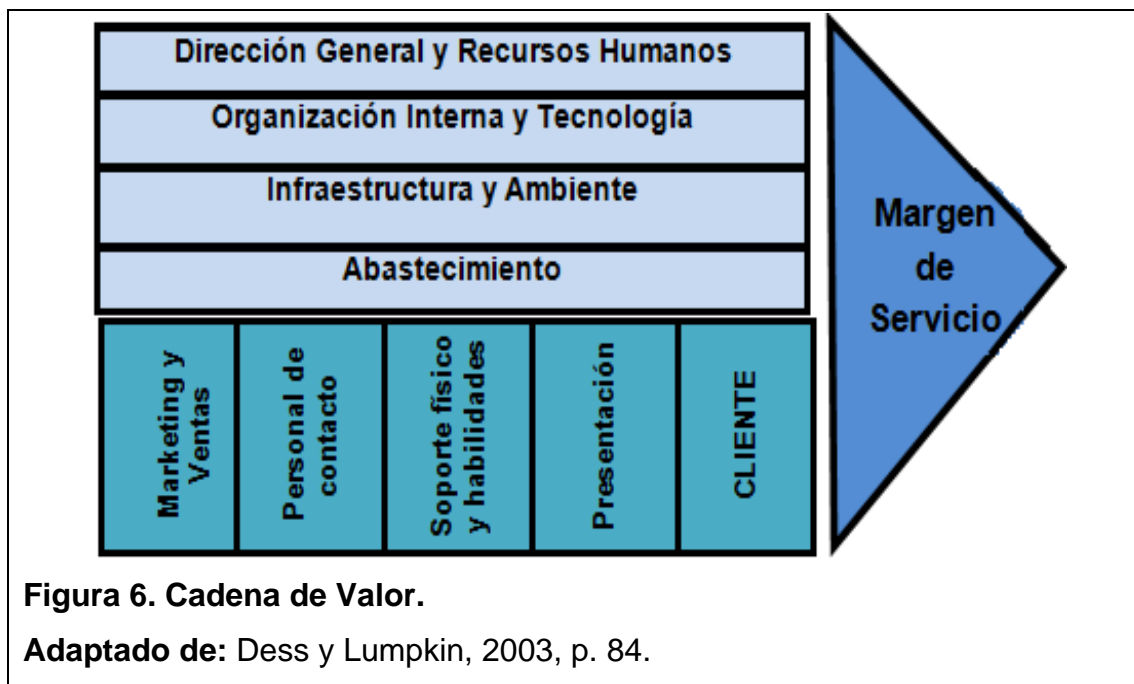 Dirección General y Recursos Humanos
Organización Interna y Tecnología
Infraestructura y Ambiente
Abastecimiento
Marketing y
Ventas
Personal de
contacto
Soporte físico
y habilidades
Presentación
CLIENTE
Margen
de
Servicio
Figura 6. Cadena de Valor.
Adaptado de: Dess y Lumpkin, 2003, p. 84.